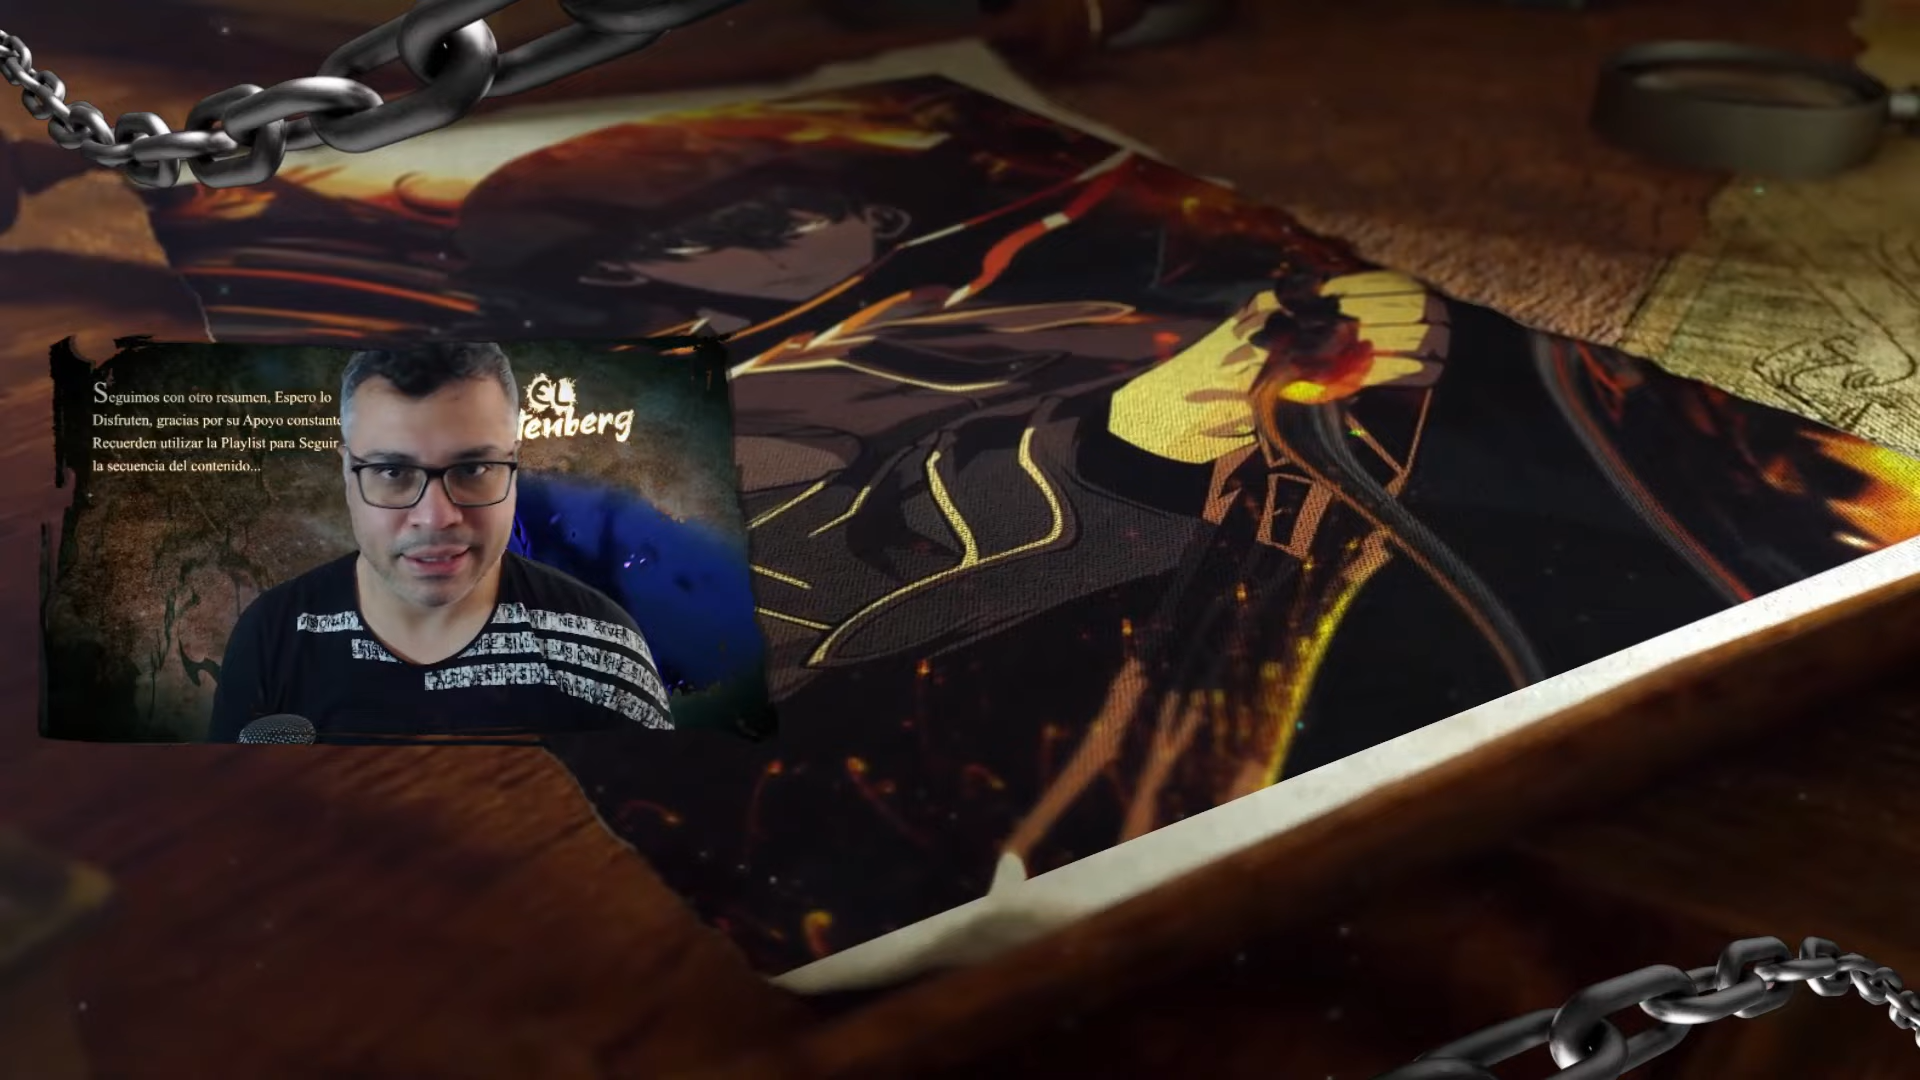 Seguimos con otro resumen, Espero lo
Disfruten, gracias por su Apoyo constante
Recuerden utilizar la Playlist para Seguir
la secuencia del contenido...
EL
tenberg